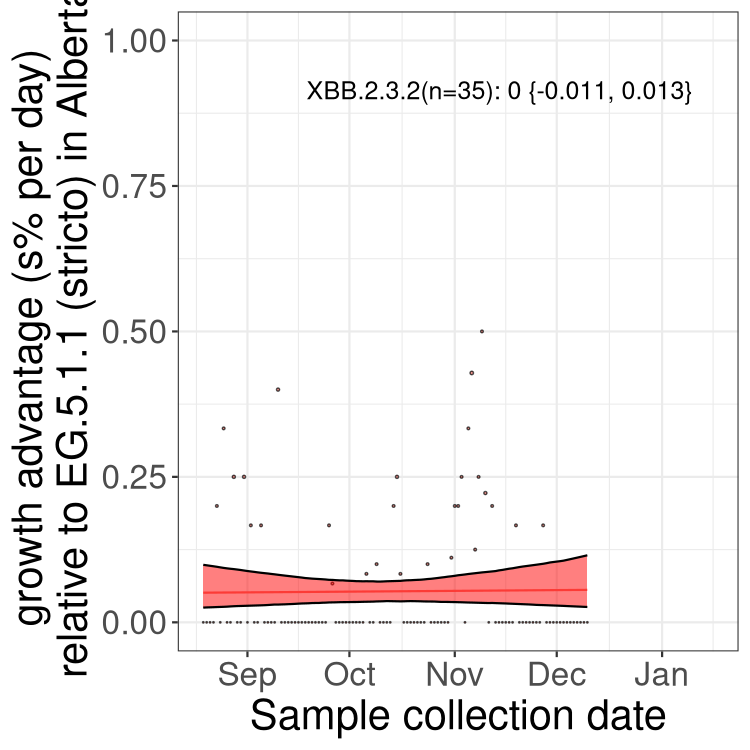 growth advantage (s% per day)
relative to EG.5.1.1 (stricto) in Alberta
1.00
0.75
0.50
0.25
0.00
XBB.2.3.2(n=35): 0 {-0.011, 0.013}
Sep Oct Nov Dec Jan
Sample collection date